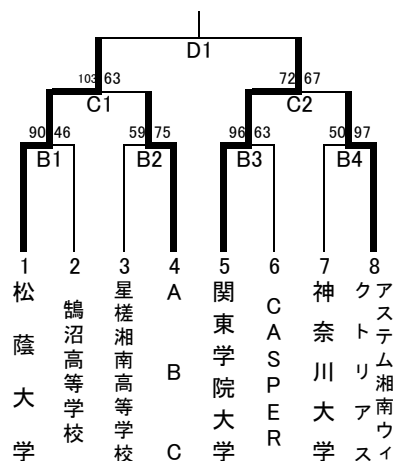 D1
103 63
72 67
C1
C2
90 46
59 75
96 63
50 97
B1
B2
B3
B4
1
2
3
4
5
6
7
8
松蔭大学
鵠沼高等学校
星槎湘南高等学校
ABC
関東学院大学
CASPER
神奈川大学
アステム湘南ヴィ
クトリアス